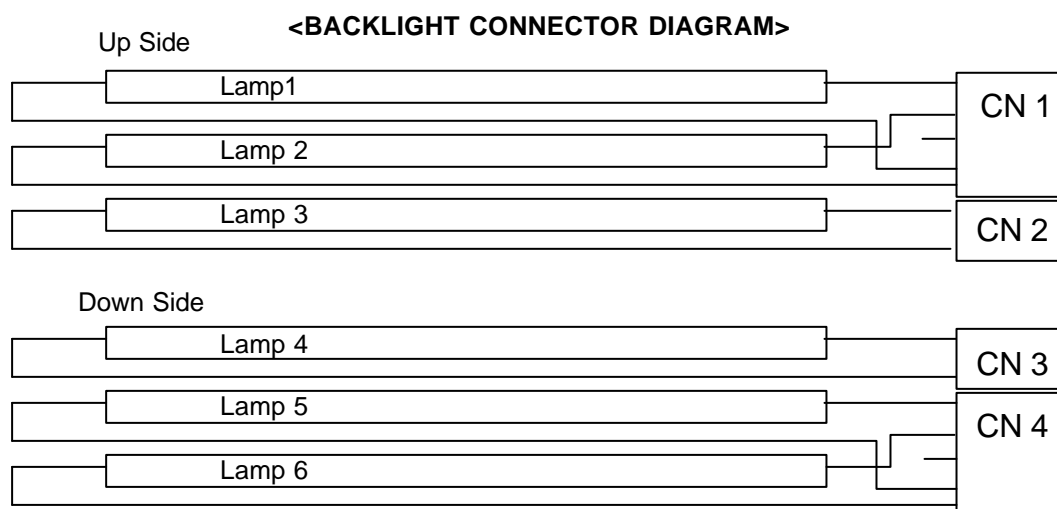 <BACKLIGHT CONNECTOR DIAGRAM>
Up Side
Lamp1
CN 1
Lamp 2
Lamp 3
CN 2
Down Side
Lamp 4
CN 3
Lamp 5
CN 4
Lamp 6